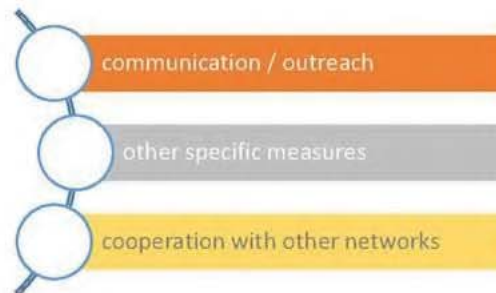 communication / outreach
other specific measures
cooperation with other networks